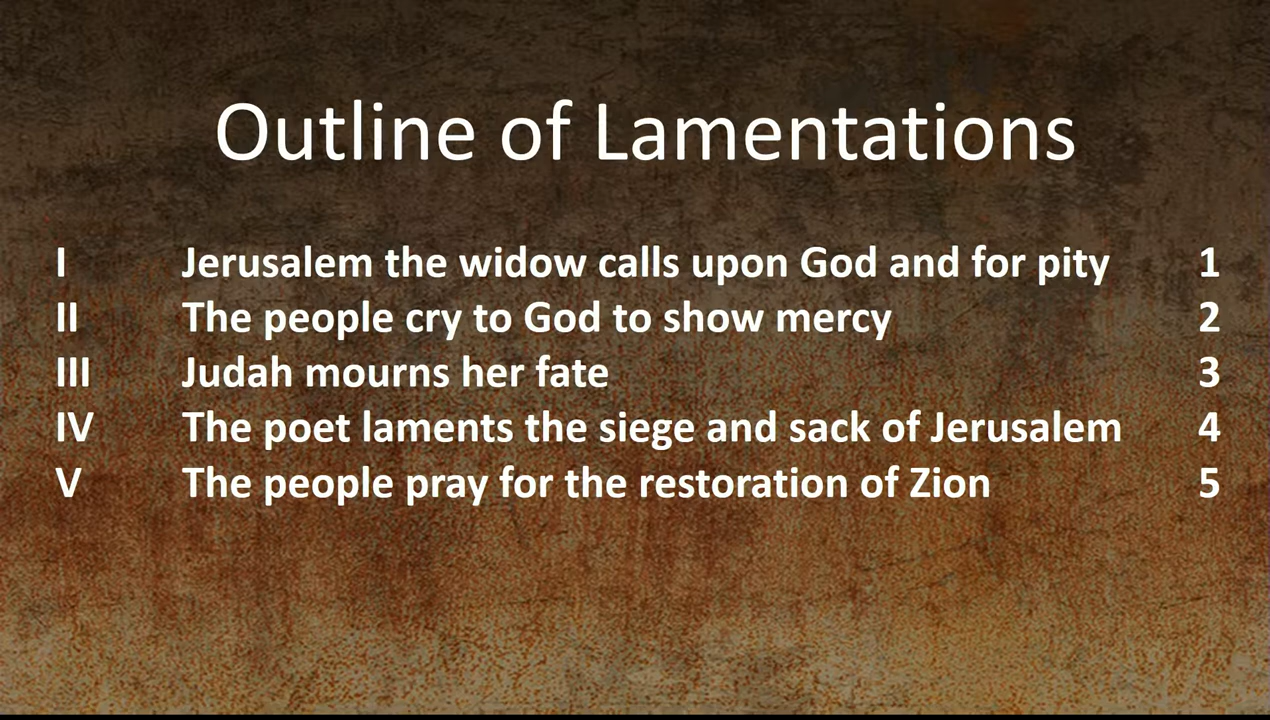 Outline of Lamentations
I Jerusalem the widow calls upon God and for pity 1
II The people cry to God to show mercy 2
III Judah mourns her fate 3
IV The poet laments the siege and sack of Jerusalem 4
V The people pray for the restoration of Zion 5